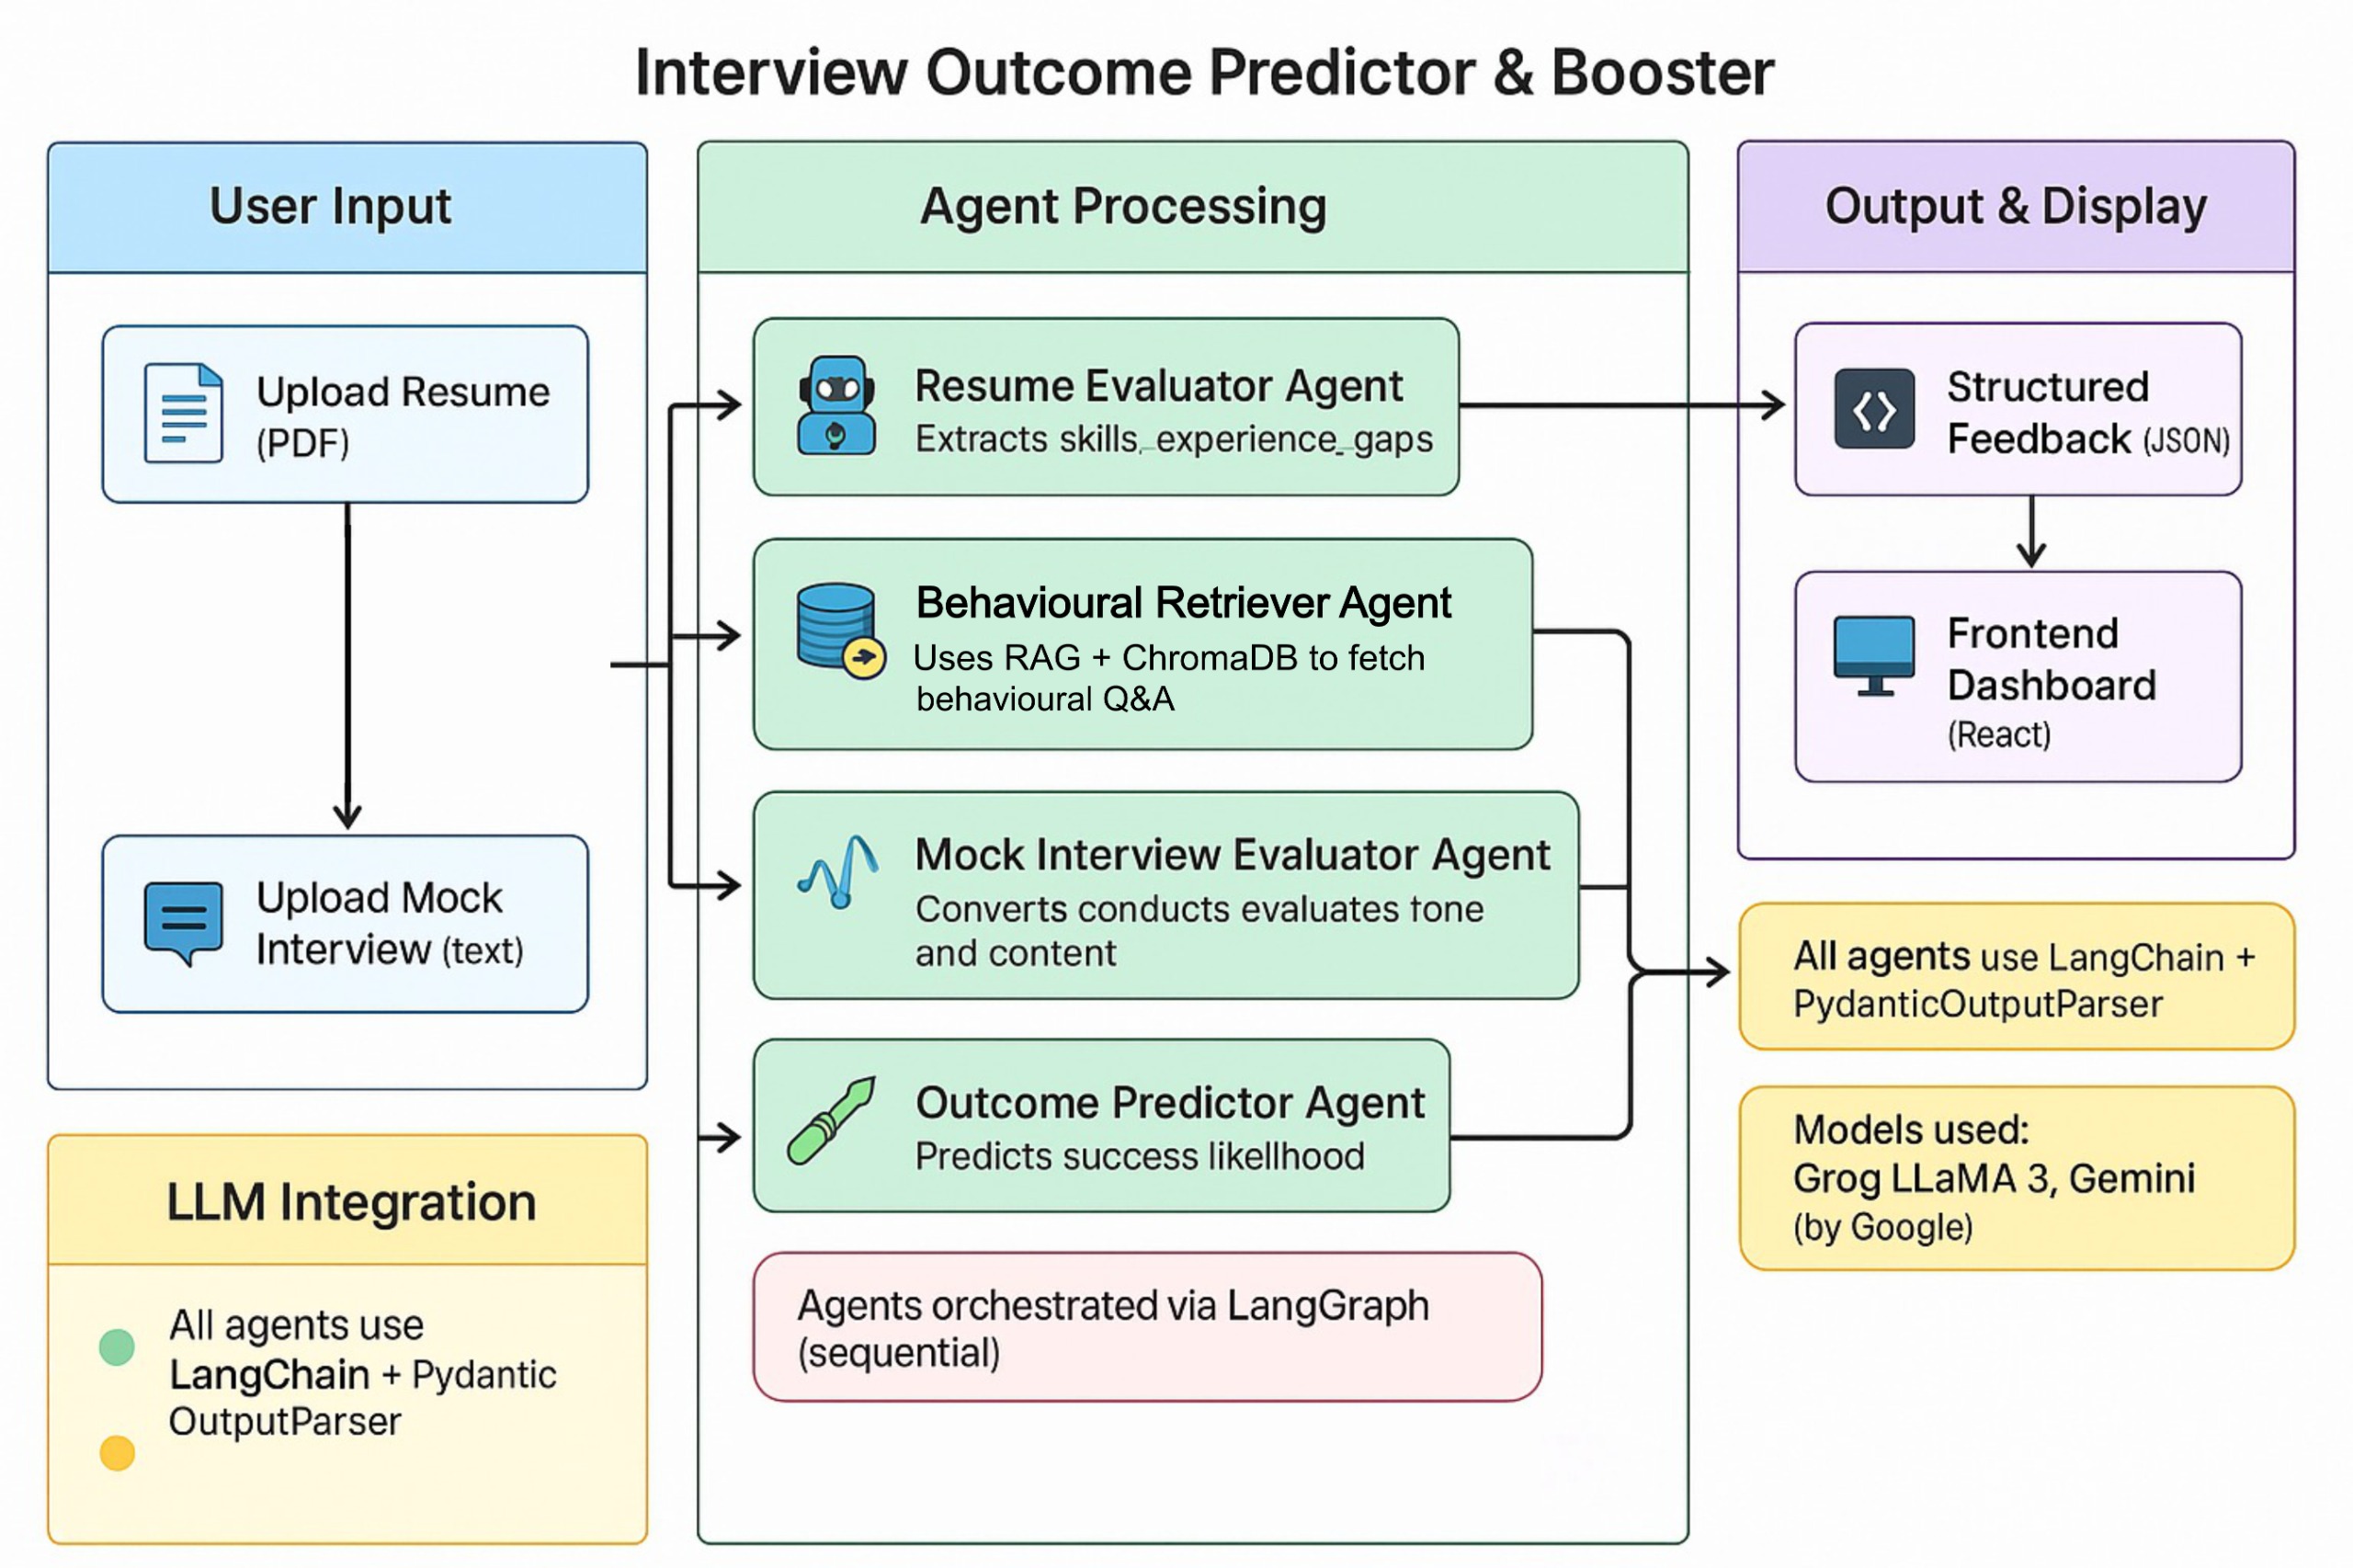 Interview Outcome Predictor & Booster
User Input
Upload Resume
(PDF)
Upload Mock
Interview (text)
LLM Integration
All agents use
LangChain + Pydantic
OutputParser
Agent Processing
Resume Evaluator Agent
Extracts skills, experience, gaps
Behavioural Retriever Agent
Uses RAG + ChromaDB to fetch
behavioural Q&A
Mock Interview Evaluator Agent
Converts conducts evaluates tone
and content
Outcome Predictor Agent
Predicts success likellhood
Agents orchestrated via LangGraph
(sequential)
Output & Display
Structured
Feedback (JSON)
Frontend
Dashboard
(React)
All agents use LangChain +
PydanticOutputParser
Models used:
Grog LLaMA 3, Gemini
(by Google)